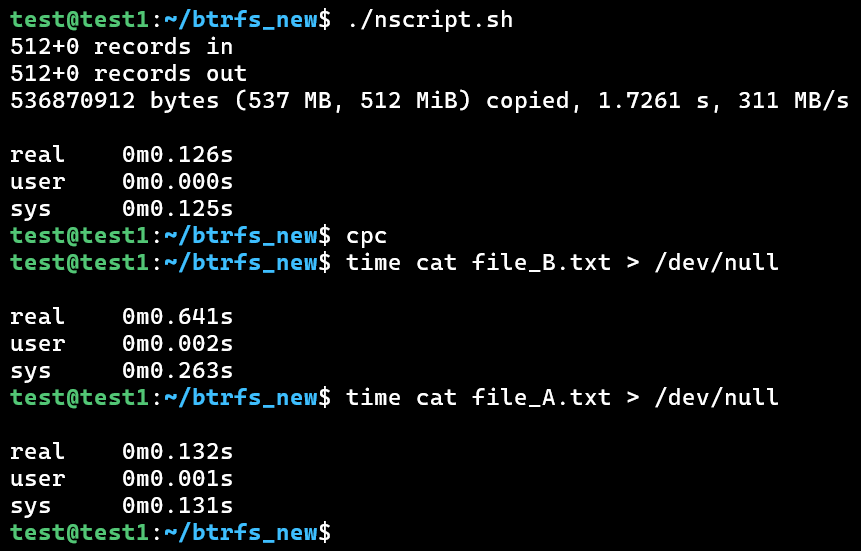 test@test1:~/btrfs_new$ ./nscript.sh
512+0 records in
512+0 records out
536870912 bytes (537 MB, 512 MiB) copied, 1.7261 s, 311 MB/s
real 0m0.126s
user 0m0.000s
sys 0m0.125s
test@test1:~/btrfs_new$ cpc
test@test1:~/btrfs_new$ time cat file_B.txt > /dev/null
real 0m0.641s
user 0m0.002s
sys 0m0.263s
test@test1:~/btrfs_new$ time cat file_A.txt > /dev/null
real 0m0.132s
user 0m0.001s
sys 0m0.131s
test@test1:~/btrfs_new$